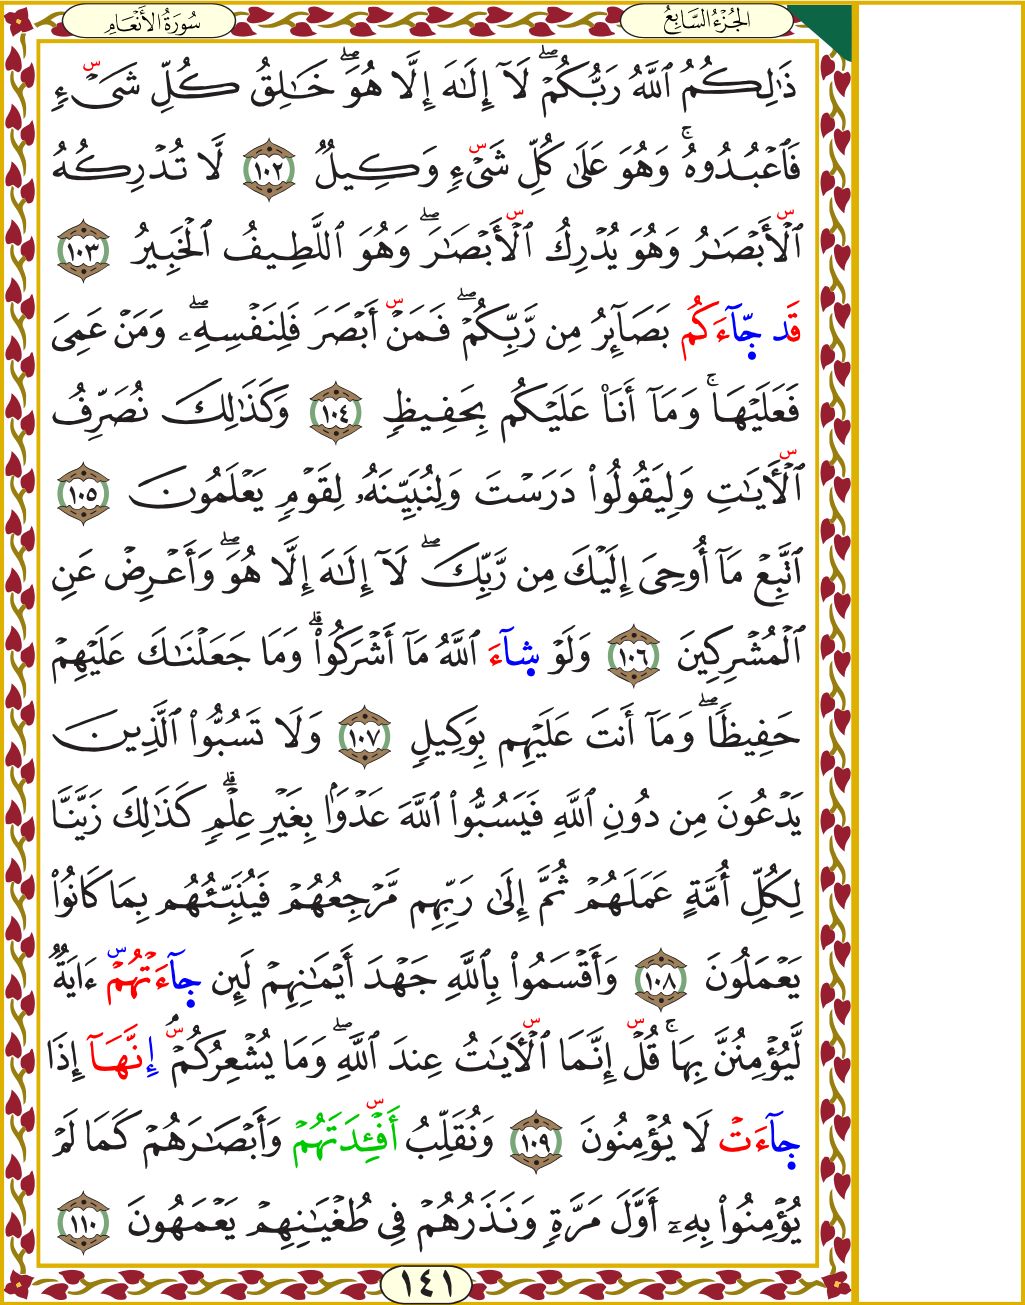 الجُزْءُ السَّابِعُ
سُورَةُ الأَنْعَامِ
ذَٰلِكُمُ ٱللَّهُ رَبُّكُمْۖ لَآ إِلَٰهَ إِلَّا هُوَۖ خَٰلِقُ كُلِّ شَيْءٍ
فَٱعْبُدُوهُۚ وَهُوَ عَلَىٰ كُلِّ شَيْءٍ وَكِيلٌ ١٠٢ لَّا تُدْرِكُهُ
ٱلْأَبْصَٰرُ وَهُوَ يُدْرِكُ ٱلْأَبْصَٰرَۖ وَهُوَ ٱللَّطِيفُ ٱلْخَبِيرُ ١٠٣
قَد جَّآءَكُم بَصَآئِرُ مِن رَّبِّكُمْۖ فَمَنْ أَبْصَرَ فَلِنَفْسِهِۦۖ وَمَنْ عَمِىَ
فَعَلَيْهَاۚ وَمَآ أَنَا۠ عَلَيْكُم بِحَفِيظٍ ١٠٤ وَكَذَٰلِكَ نُصَرِّفُ
ٱلْأَيَٰتِ وَلِيَقُولُوا۟ دَرَسْتَ وَلِنُبَيِّنَهُۥ لِقَوْمٍ يَعْلَمُونَ ١٠٥
ٱتَّبِعْ مَآ أُوحِىَ إِلَيْكَ مِن رَّبِّكَۖ لَآ إِلَٰهَ إِلَّا هُوَۖ وَأَعْرِضْ عَنِ
ٱلْمُشْرِكِينَ ١٠٦ وَلَوْ شَآءَ ٱللَّهُ مَآ أَشْرَكُوا۟ۗ وَمَا جَعَلْنَٰكَ عَلَيْهِمْ
حَفِيظًاۖ وَمَآ أَنتَ عَلَيْهِم بِوَكِيلٍ ١٠٧ وَلَا تَسُبُّوا۟ ٱلَّذِينَ
يَدْعُونَ مِن دُونِ ٱللَّهِ فَيَسُبُّوا۟ ٱللَّهَ عَدْوًۢا بِغَيْرِ عِلْمٍۗ كَذَٰلِكَ زَيَّنَّا
لِكُلِّ أُمَّةٍ عَمَلَهُمْ ثُمَّ إِلَىٰ رَبِّهِم مَّرْجِعُهُمْ فَيُنَبِّئُهُم بِمَا كَانُوا۟
يَعْمَلُونَ ١٠٨ وَأَقْسَمُوا۟ بِٱللَّهِ جَهْدَ أَيْمَٰنِهِمْ لَئِن جَآءَتْهُمْ ءَايَةٌ
لَّيُؤْمِنُنَّ بِهَاۚ قُلْ إِنَّمَا ٱلْأَيَٰتُ عِندَ ٱللَّهِۖ وَمَا يُشْعِرُكُمْ إِنَّهَآ إِذَا
جَآءَتْ لَا يُؤْمِنُونَ ١٠٩ وَنُقَلِّبُ أَفْـِٔدَتَهُمْ وَأَبْصَٰرَهُمْ كَمَا لَمْ
يُؤْمِنُوا۟ بِهِۦٓ أَوَّلَ مَرَّةٍ وَنَذَرُهُمْ فِى طُغْيَٰنِهِمْ يَعْمَهُونَ ١١٠
١٤١